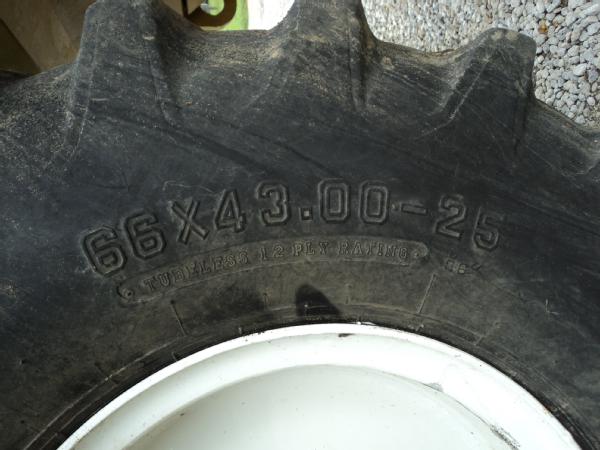 66X43.00-25
TUBELESS 12 PLY RATING